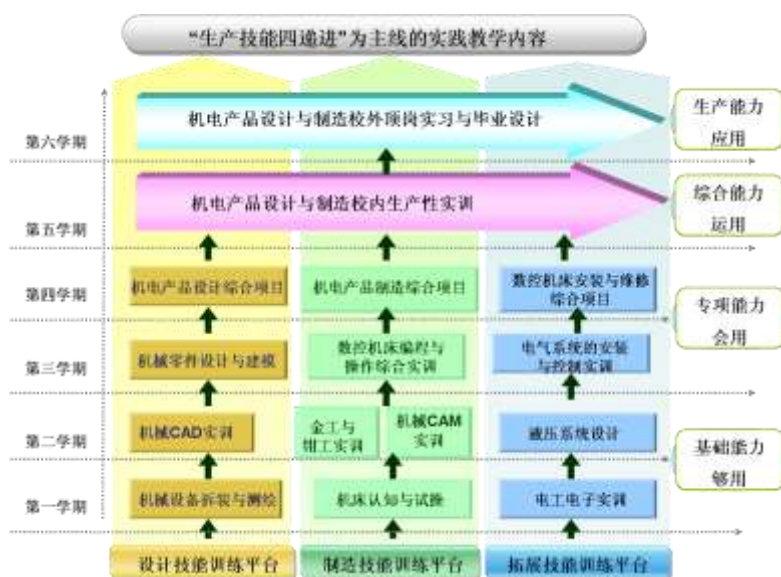 “生产技能四递进”为主线的实践教学内容
第六学期
机电产品设计与制造校外顶岗实习与毕业设计
生产能力
应用
第五学期
机电产品设计与制造校内生产性实训
综合能力
运用
第四学期
机电产品设计综合项目
机电产品制造综合项目
数控机床安装与维修
综合项目
专项能力
会用
第三学期
机械零件设计与建模
数控机床编程与
操作综合实训
电气系统的安装
与控制实训
第二学期
机械CAD实训
金工与
钳工实训
机械CAM
实训
液压系统设计
基础能力
够用
第一学期
机械设备拆装与测绘
机床认知与试操
电工电子实训
设计技能训练平台
制造技能训练平台
拓展技能训练平台